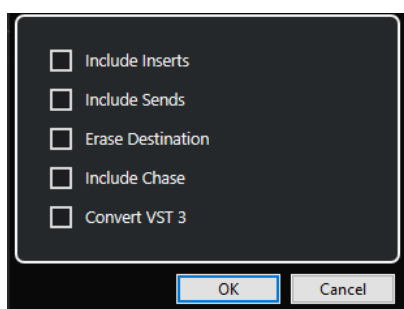 Include Inserts
Include Sends
Erase Destination
Include Chase
Convert VST 3
OK Cancel